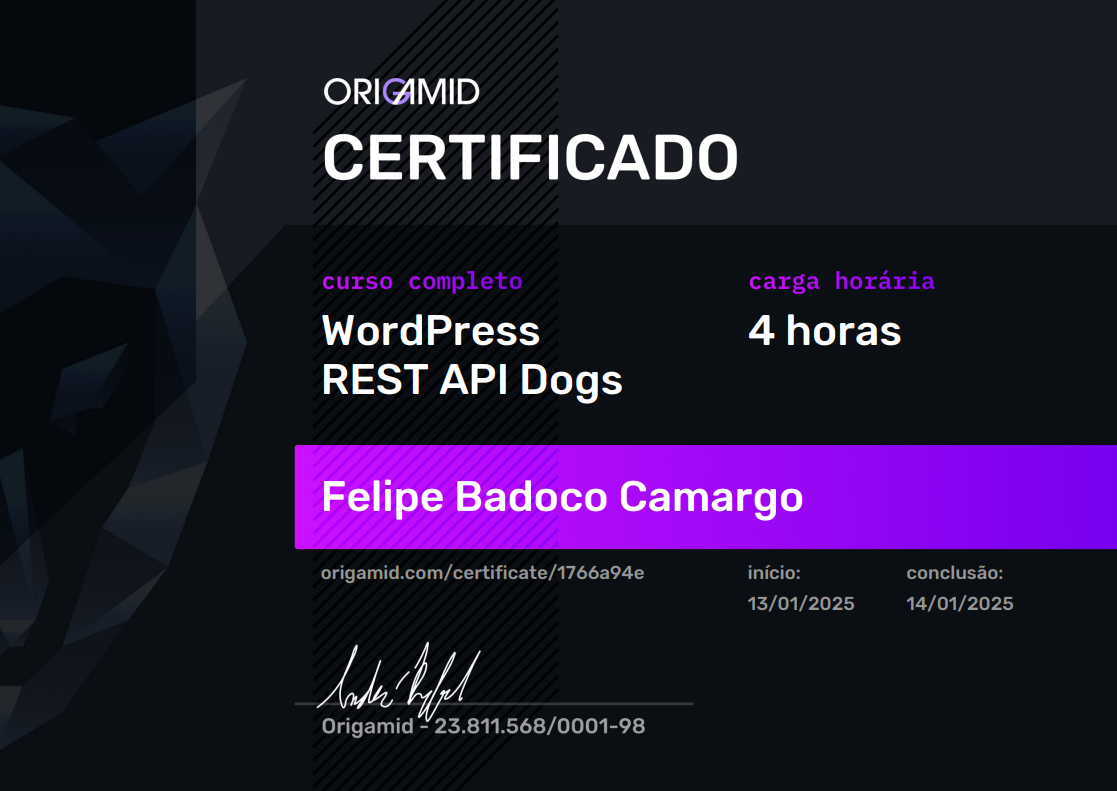 ORIGAMID
CERTIFICADO
curso completo
WordPress
REST API Dogs
carga horária
4 horas
Felipe Badoco Camargo
origamid.com/certificate/1766a94e
início:
13/01/2025
conclusão:
14/01/2025
Origamid - 23.811.568/0001-98